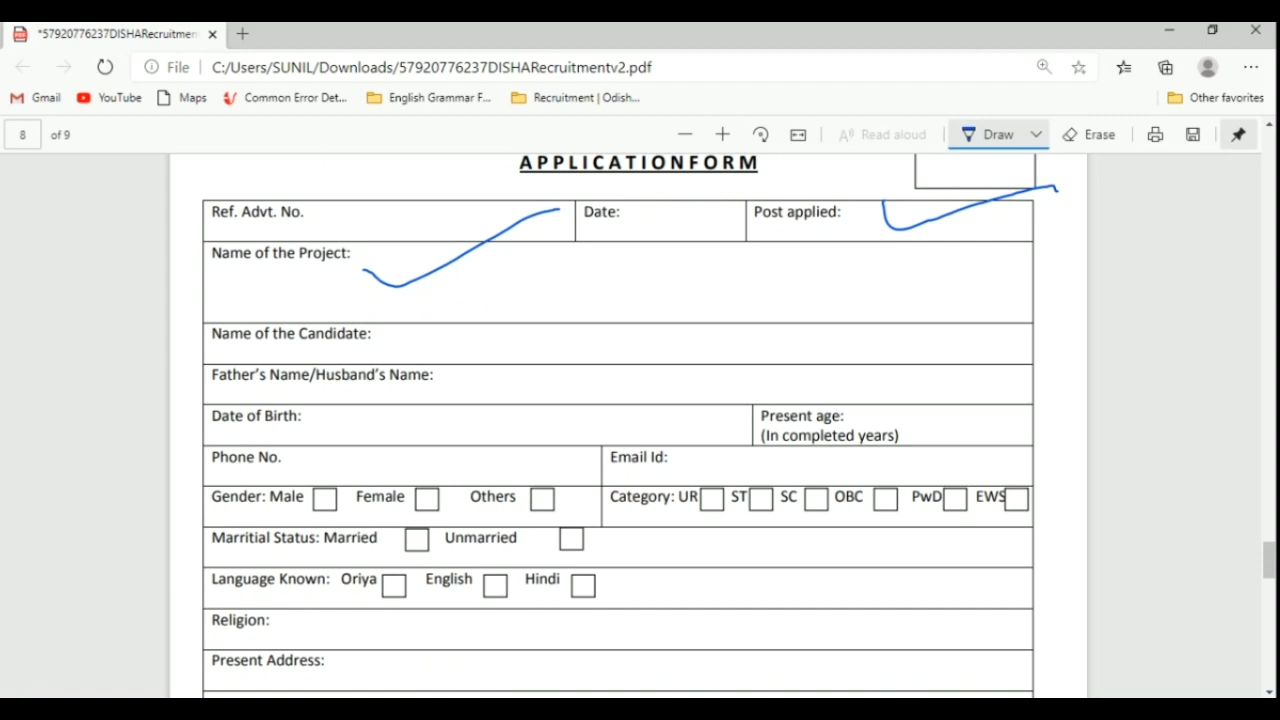 *57920776237DISHARecruitmen
File C:/Users/SUNIL/Downloads/57920776237DISHARecruitmentv2.pdf
Gmail YouTube Maps Common Error Det... English Grammar F... Recruitment | Odish... Other favorites
8 of 9 Read aloud Draw Erase
APPLICATIONFORM
Ref. Advt. No. Date: Post applied:
Name of the Project:
Name of the Candidate:
Father's Name/Husband's Name:
Date of Birth: Present age:
(In completed years)
Phone No. Email Id:
Gender: Male Female Others Category: UR ST SC OBC PwD EWS
Marritial Status: Married Unmarried
Language Known: Oriya English Hindi
Religion:
Present Address: